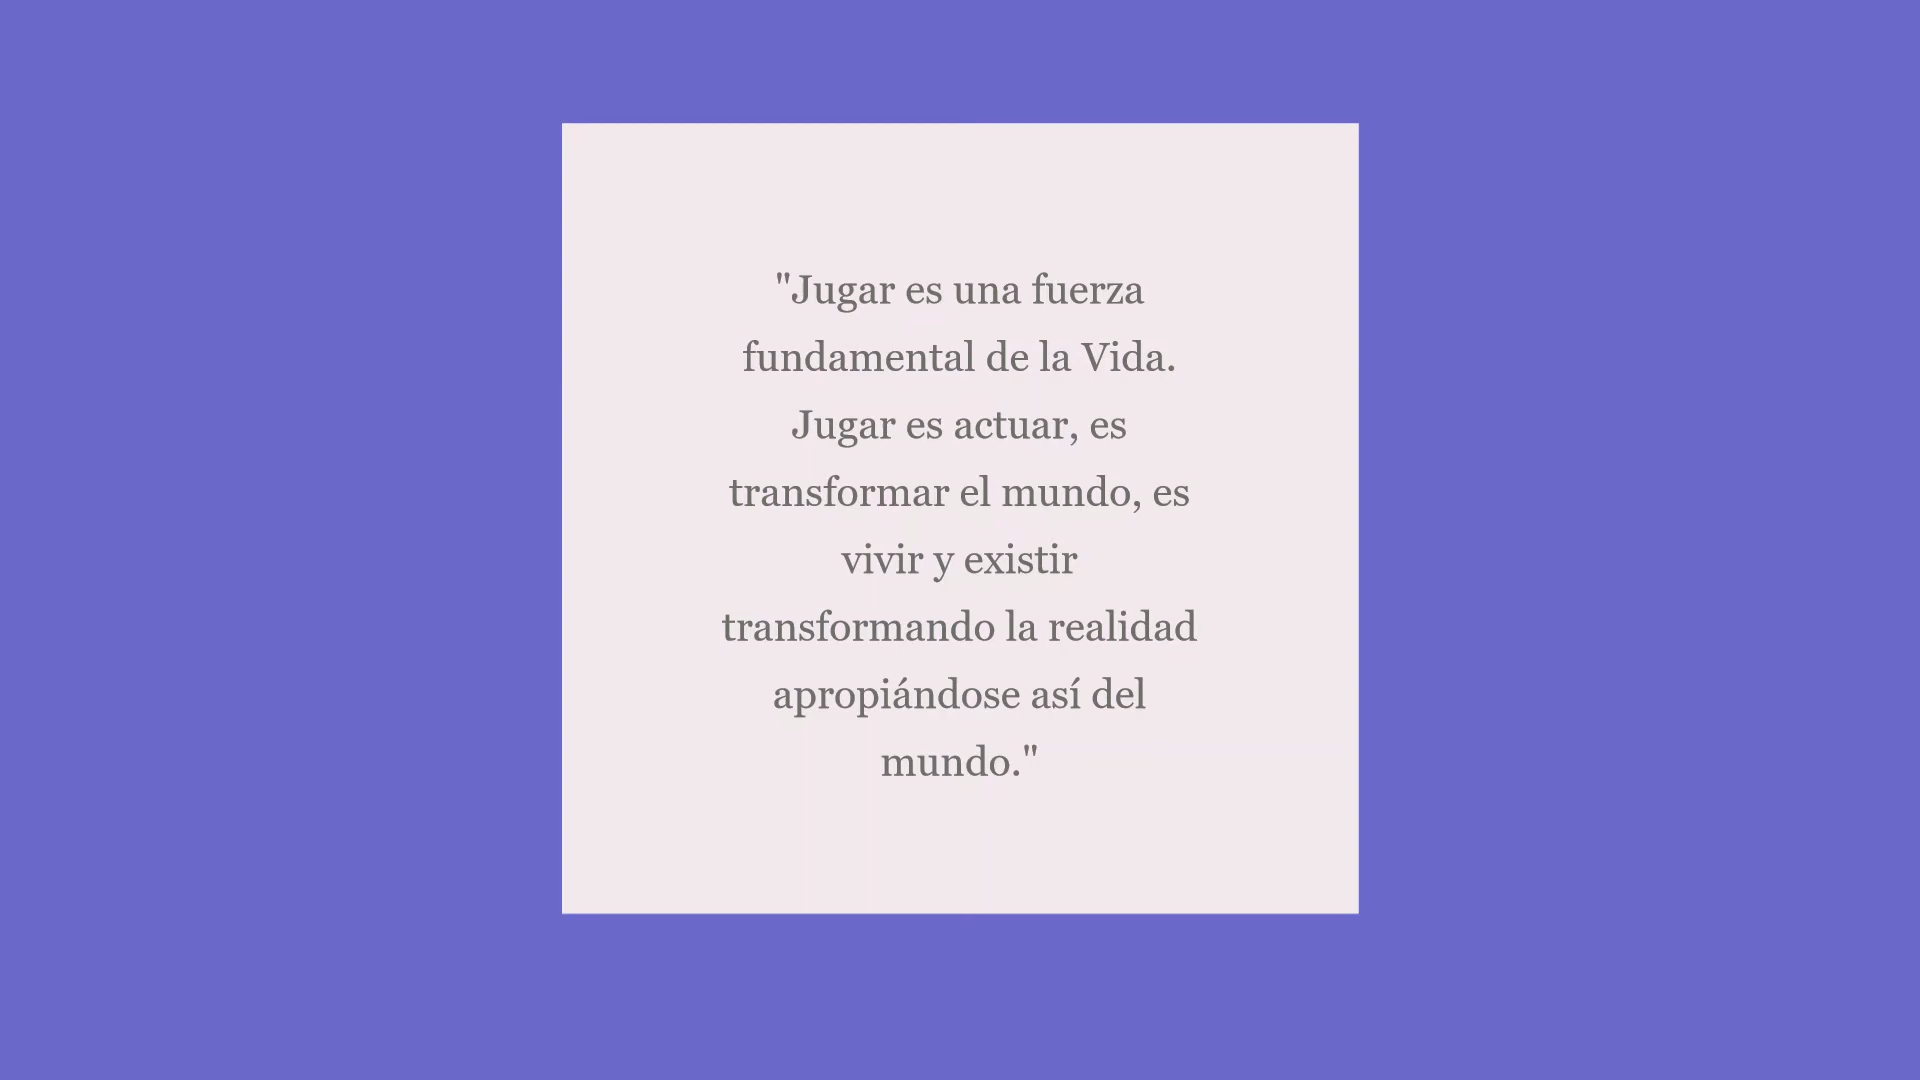 "Jugar es una fuerza
fundamental de la Vida.
Jugar es actuar, es
transformar el mundo, es
vivir y existir
transformando la realidad
apropiándose así del
mundo."